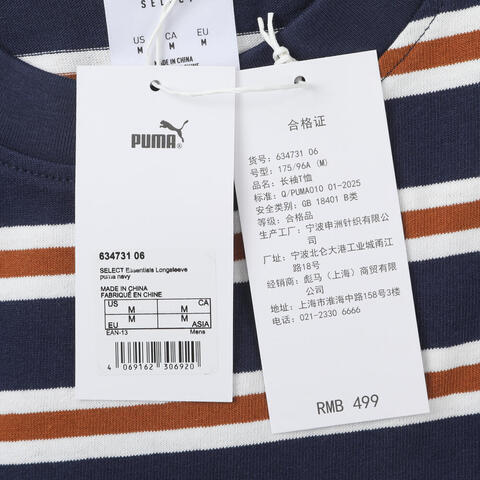 SELECT
US CA EU
M M M
PUMA
634731 06
SELECT Essentials Longsleeve
puma navy
MADE IN CHINA
FABRIQUÉ EN CHINE
US CA
M M
M M
EU ASIA
EAN-13 Mens
4 069162 306920
合格证
货号: 634731 06
号型: 175/96A (M)
品名: 长袖T恤
标准: Q/PUMA010 01-2025
安全类别: GB 18401 B类
等级: 合格品
生产工厂: 宁波申洲针织有限公司
厂址: 宁波北仑大港工业城甬江路18号
经销商: 彪马（上海）商贸有限公司
地址: 上海市淮海中路158号3楼
电话: 021-2330 6666
RMB 499